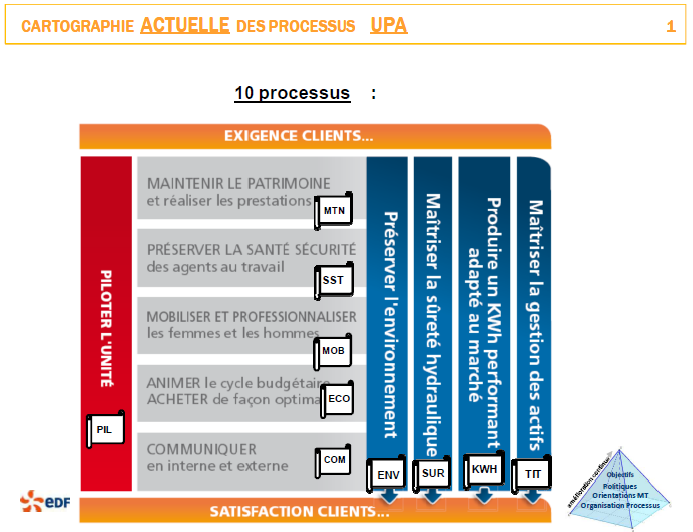 CARTOGRAPHIE ACTUELLE DES PROCESSUS UPA 1
10 processus :
EXIGENCE CLIENTS...
PILOTER L'UNITÉ
PIL
MAINTENIR LE PATRIMOINE
et réaliser les prestations
MTN
PRÉSERVER LA SANTÉ SÉCURITÉ
des agents au travail
SST
MOBILISER ET PROFESSIONNALISER
les femmes et les hommes
MOB
ANIMER le cycle budgétaire
ACHETER de façon optima
ECO
COMMUNIQUER
en interne et externe
COM
Préserver l'environnement
ENV
Maîtriser la sûreté hydraulique
SUR
Produire un KWh performant
adapté au marché
KWH
Maîtriser la gestion des actifs
TIT
SATISFACTION CLIENTS...
eDF
amélioration continue
Objectifs
Politiques
Orientations MT
Organisation Processus